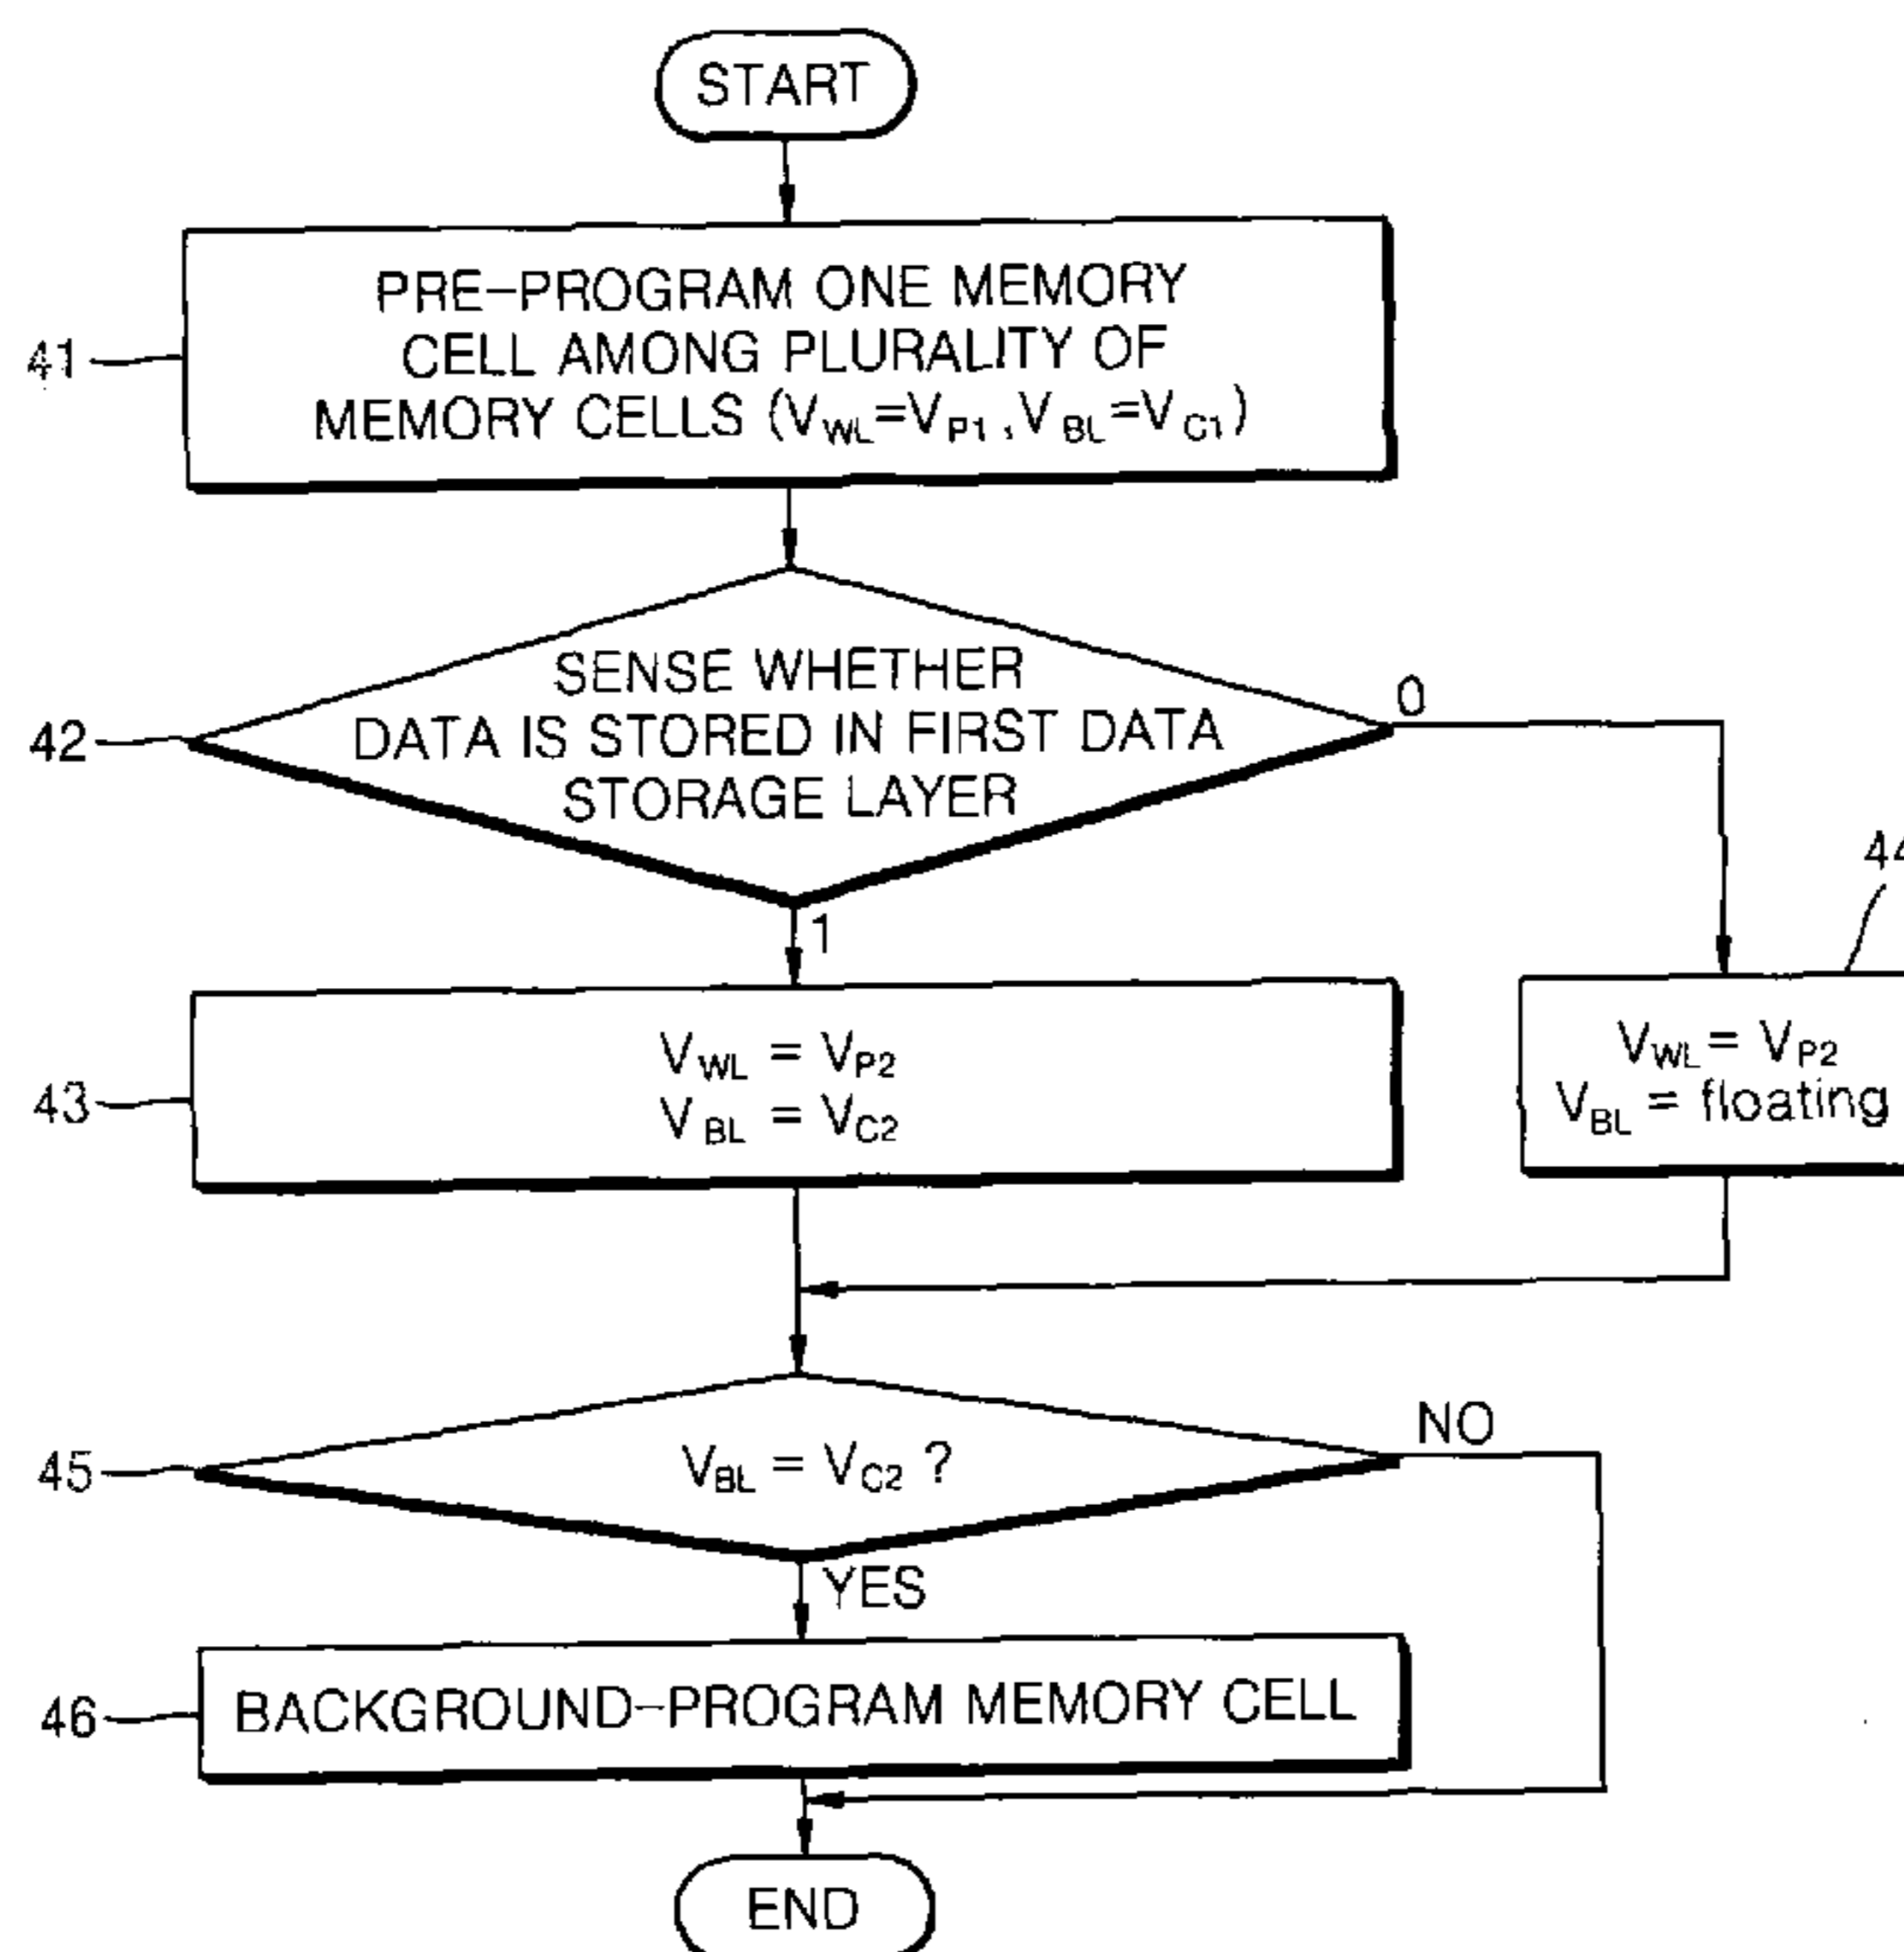 START
41
PRE-PROGRAM ONE MEMORY
CELL AMONG PLURALITY OF
MEMORY CELLS (VWL=VP1,VBL=VC1)
42
SENSE WHETHER
DATA IS STORED IN FIRST DATA
STORAGE LAYER
0
1
44
43
VWL = VP2
VBL = VC2
VWL = VP2
VBL = floating
45
VBL = VC2 ?
NO
YES
46
BACKGROUND-PROGRAM MEMORY CELL
END